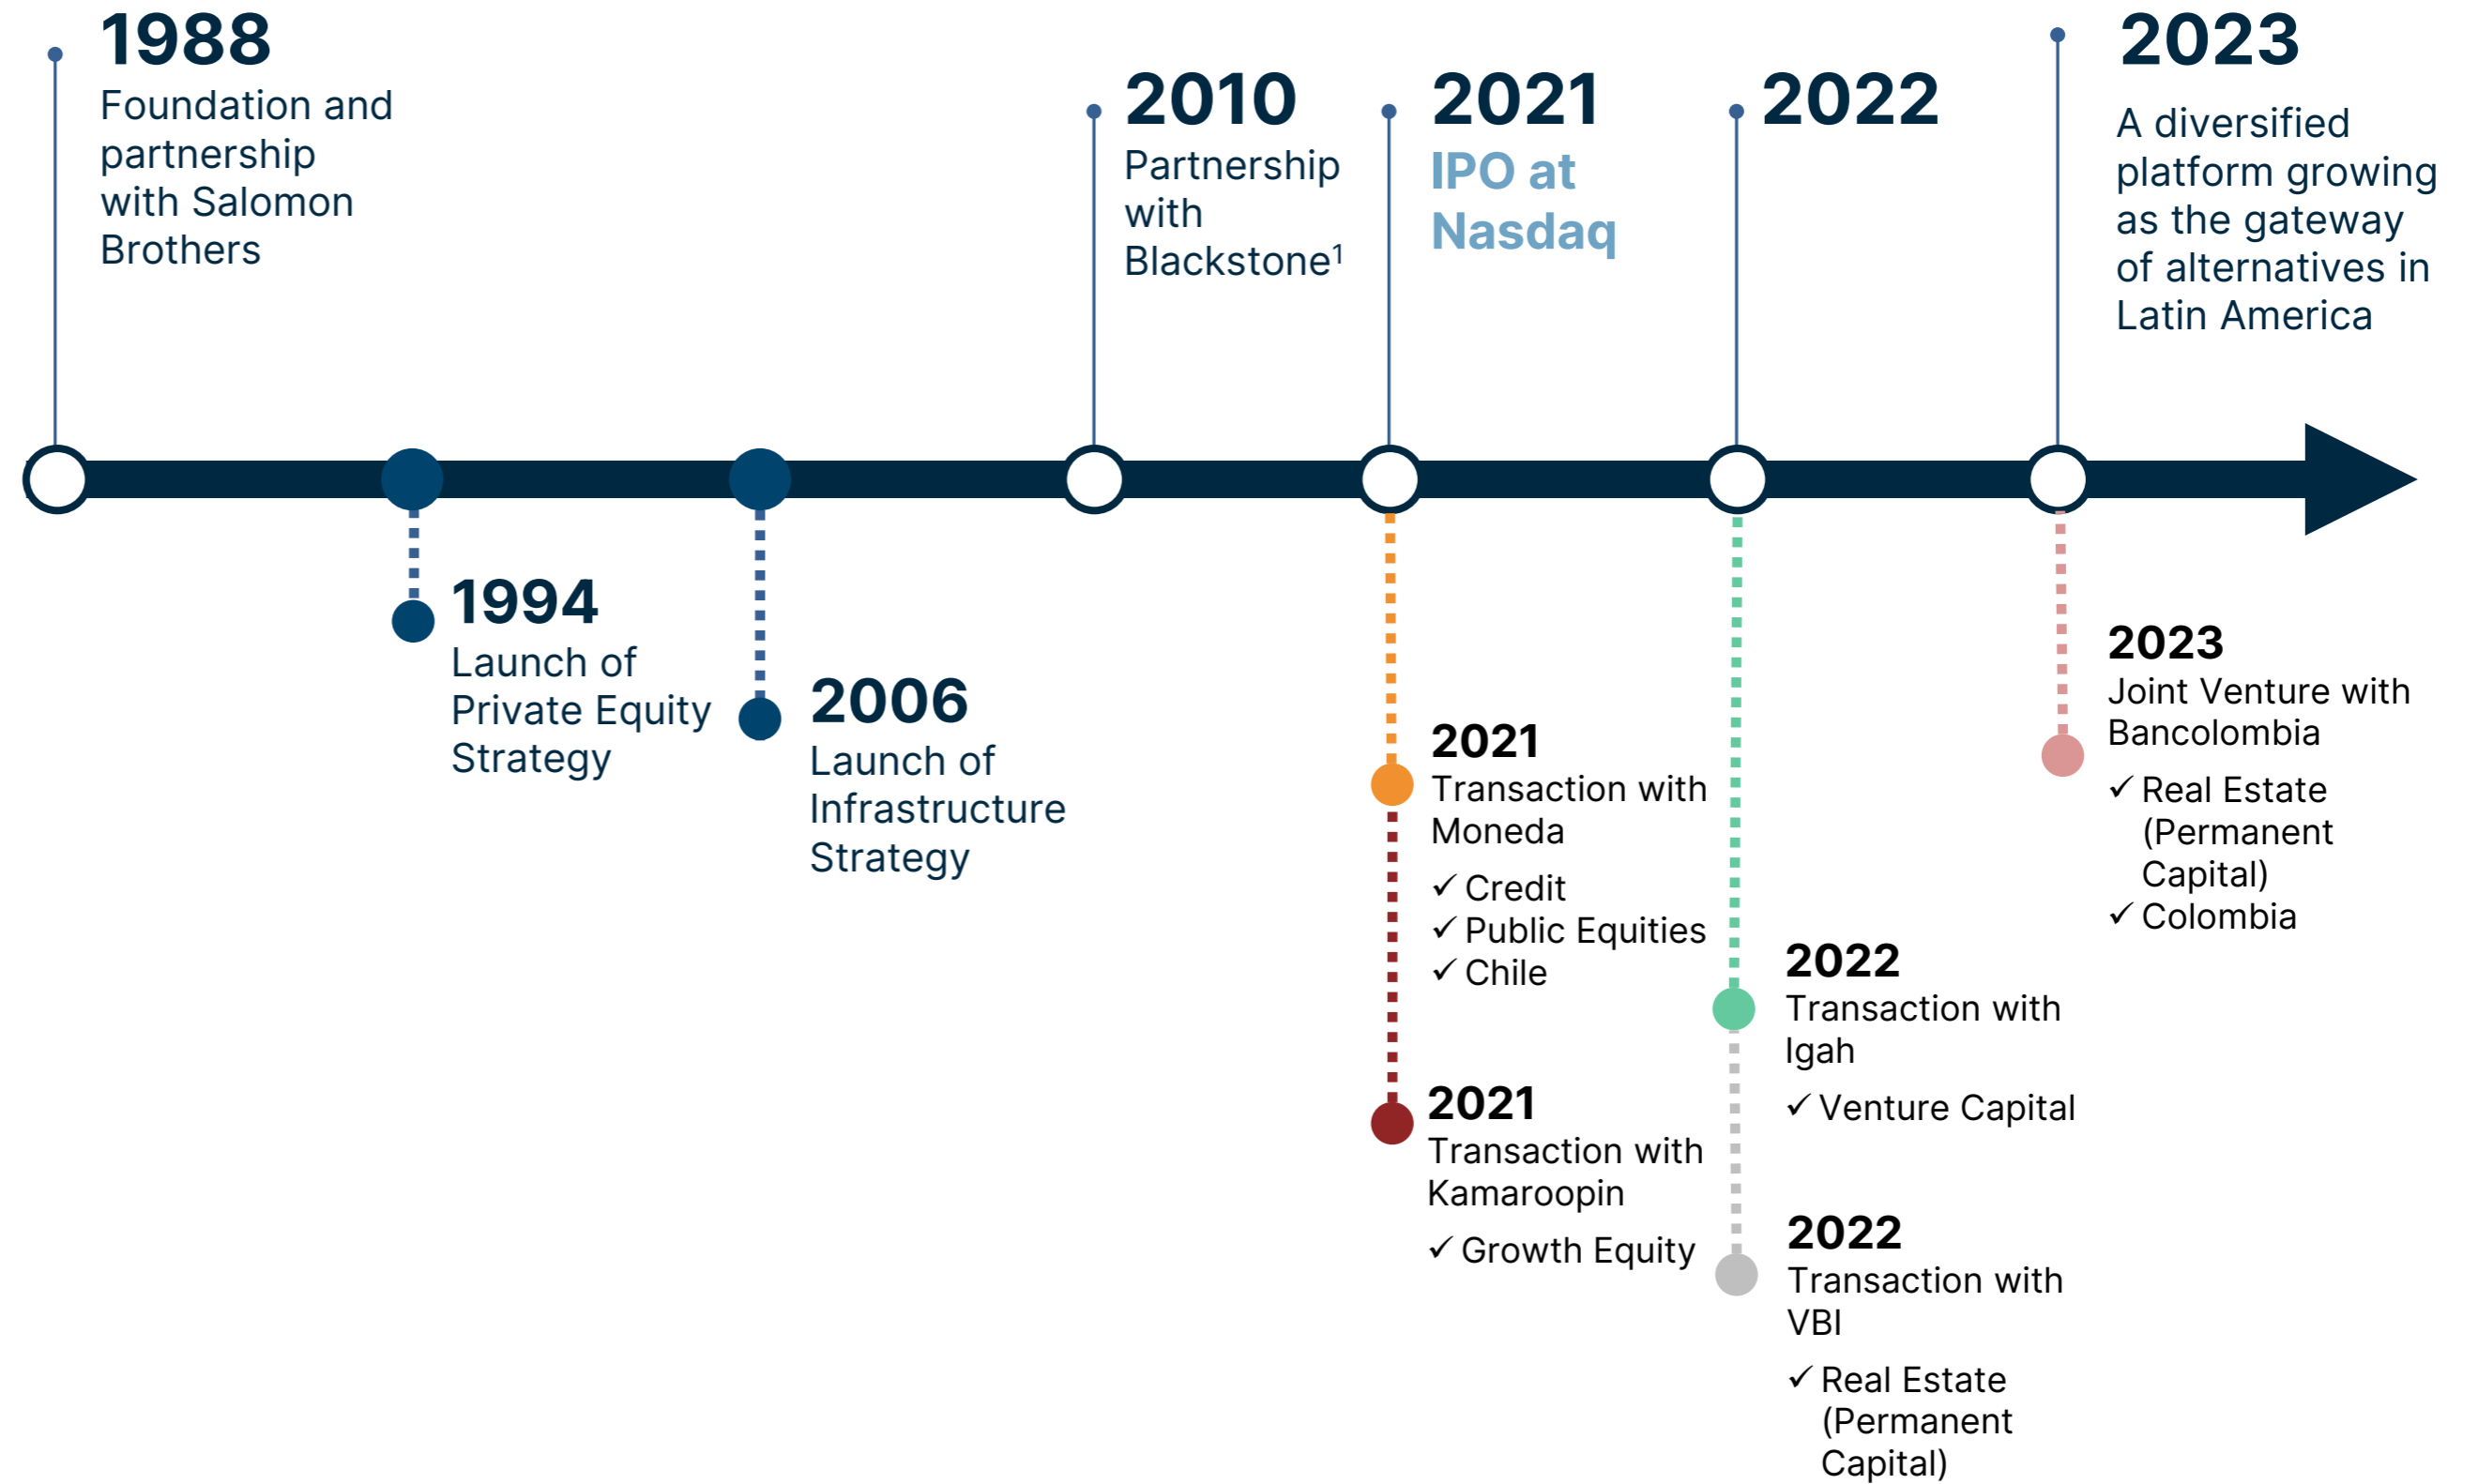 1988
Foundation and
partnership
with Salomon
Brothers
2010
Partnership
with
Blackstone¹
2021
IPO at
Nasdaq
2022
2023
A diversified
platform growing
as the gateway
of alternatives in
Latin America
1994
Launch of
Private Equity
Strategy
2006
Launch of
Infrastructure
Strategy
2021
Transaction with
Moneda
✓ Credit
✓ Public Equities
✓ Chile
2021
Transaction with
Kamaroopin
✓ Growth Equity
2022
Transaction with
Igah
✓ Venture Capital
2022
Transaction with
VBI
✓ Real Estate
(Permanent
Capital)
2023
Joint Venture with
Bancolombia
✓ Real Estate
(Permanent
Capital)
✓ Colombia